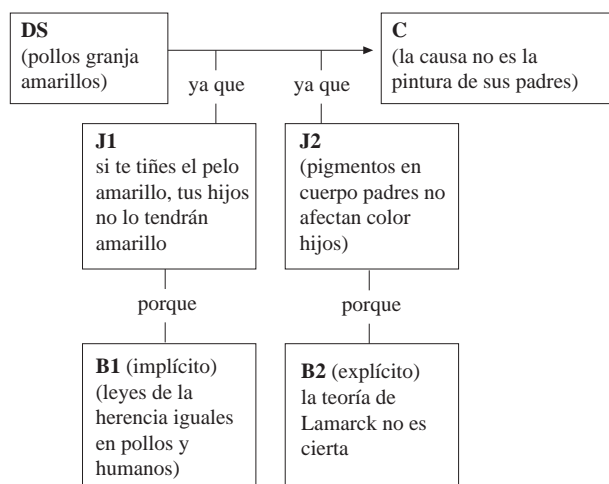 DS
(pollos granja
amarillos)
C
(la causa no es la
pintura de sus padres)
ya que
ya que
J1
si te tiñes el pelo
amarillo, tus hijos
no lo tendrán
amarillo
J2
(pigmentos en
cuerpo padres no
afectan color
hijos)
porque
porque
B1 (implícito)
(leyes de la
herencia iguales
en pollos y
humanos)
B2 (explícito)
la teoría de
Lamarck no es
cierta